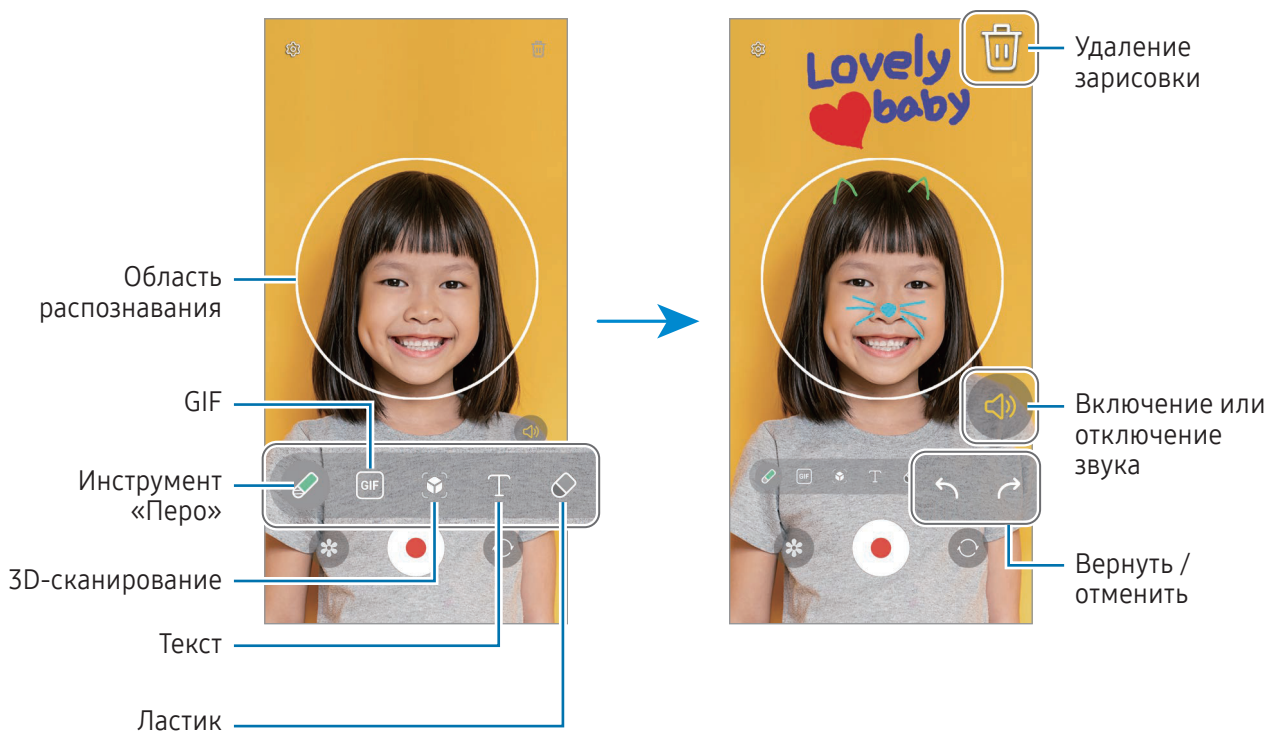 Область
распознавания
GIF
Инструмент
«Перо»
3D-сканирование
Текст
Ластик
GIF
T
Lovely
baby
GIF
T
Удаление
зарисовки
Включение или
отключение
звука
Вернуть /
отменить